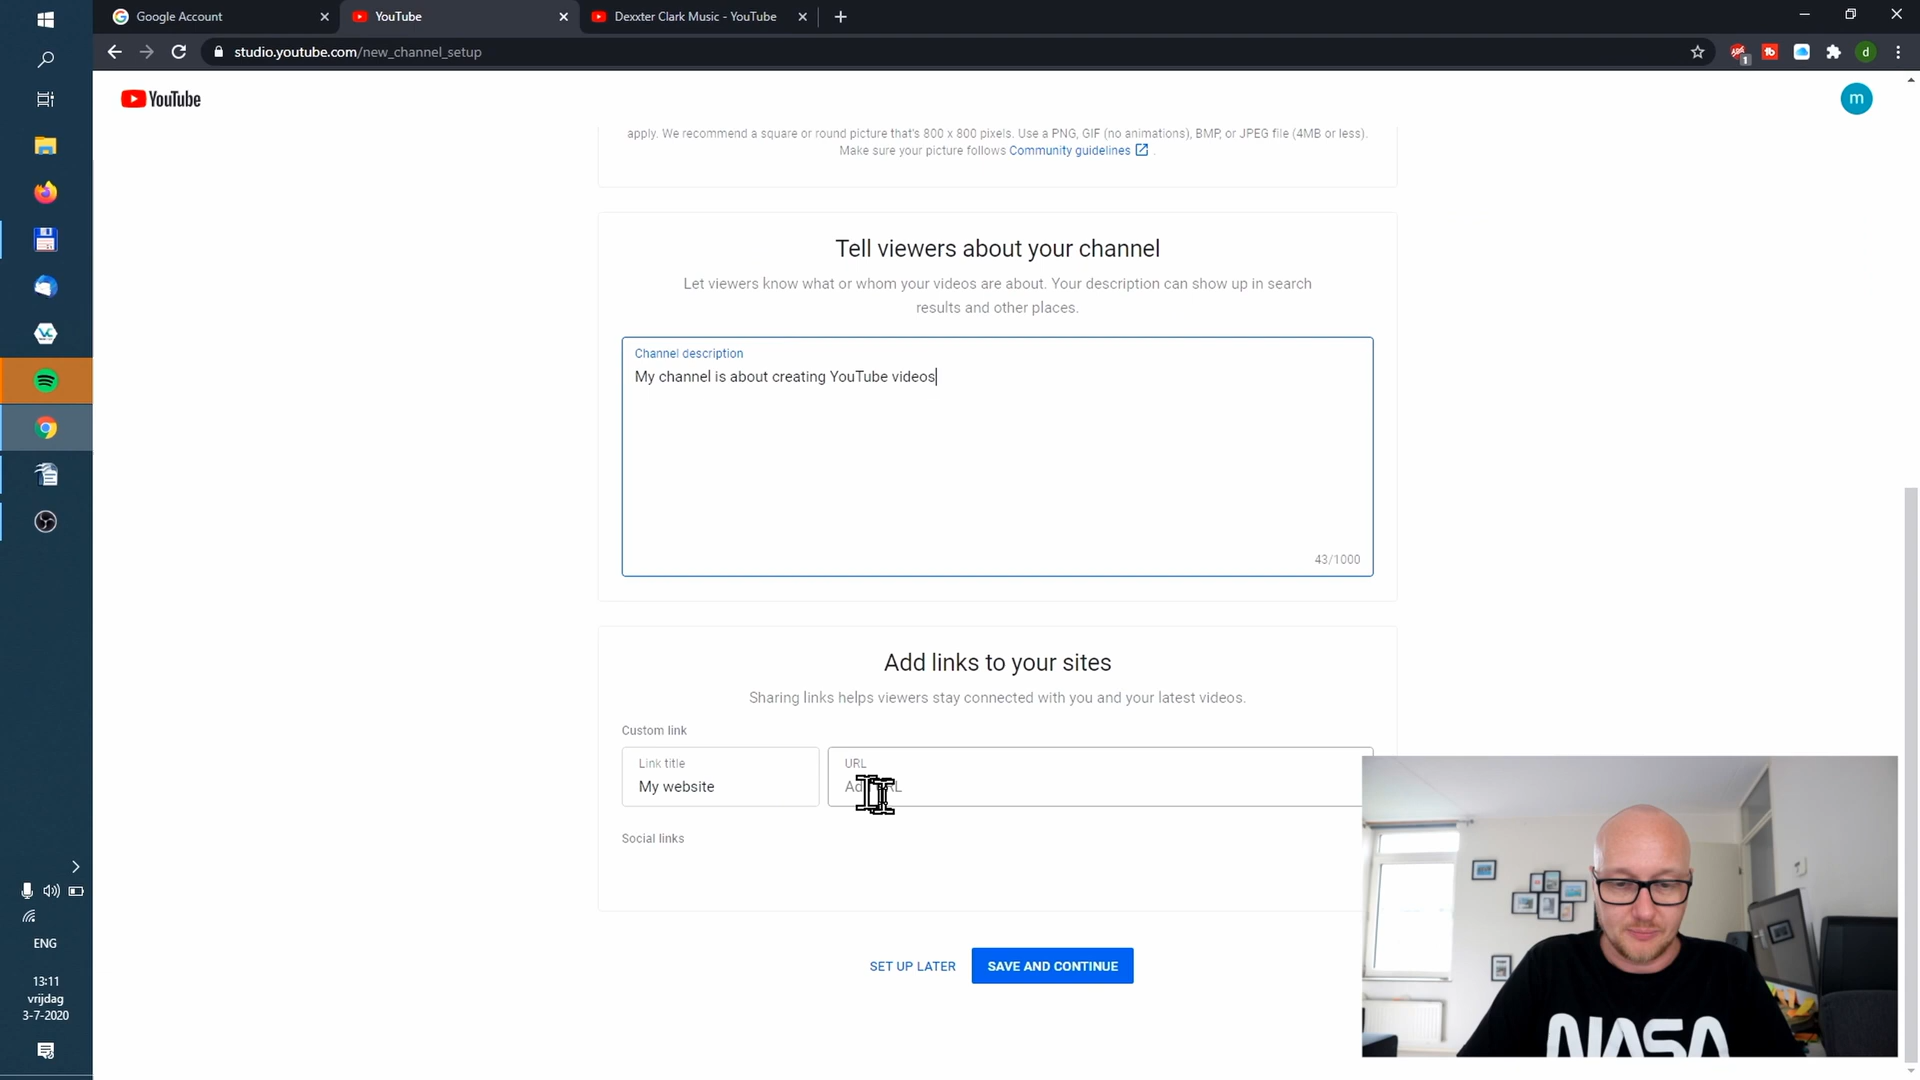 Google Account
YouTube
Dexxter Clark Music - YouTube
studio.youtube.com/new_channel_setup
1
d
YouTube
m
apply. We recommend a square or round picture that's 800 x 800 pixels. Use a PNG, GIF (no animations), BMP, or JPEG file (4MB or less).
Make sure your picture follows Community guidelines .
Tell viewers about your channel
Let viewers know what or whom your videos are about. Your description can show up in search
results and other places.
Channel description
My channel is about creating YouTube videos
43/1000
Add links to your sites
Sharing links helps viewers stay connected with you and your latest videos.
Custom link
Link title
URL
My website
Social links
SET UP LATER
SAVE AND CONTINUE
ENG
13:11
vrijdag
3-7-2020
NASA